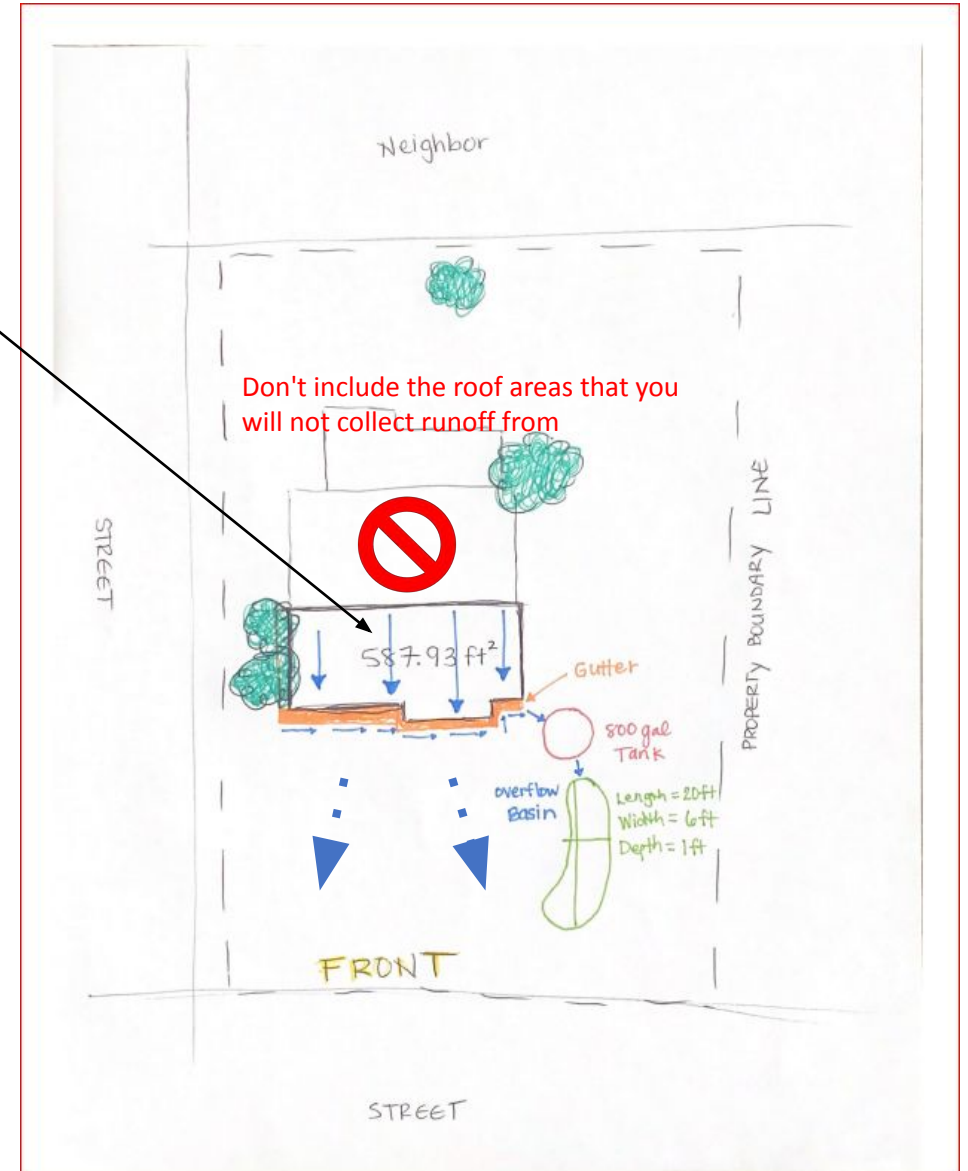 Neighbor
Don't include the roof areas that you
will not collect runoff from
STREET
PROPERTY BOUNDARY LINE
587.93 ft²
Gutter
800 gal
Tank
overflow
Basin
Length = 20ft
Width = 6ft
Depth = 1ft
FRONT
STREET